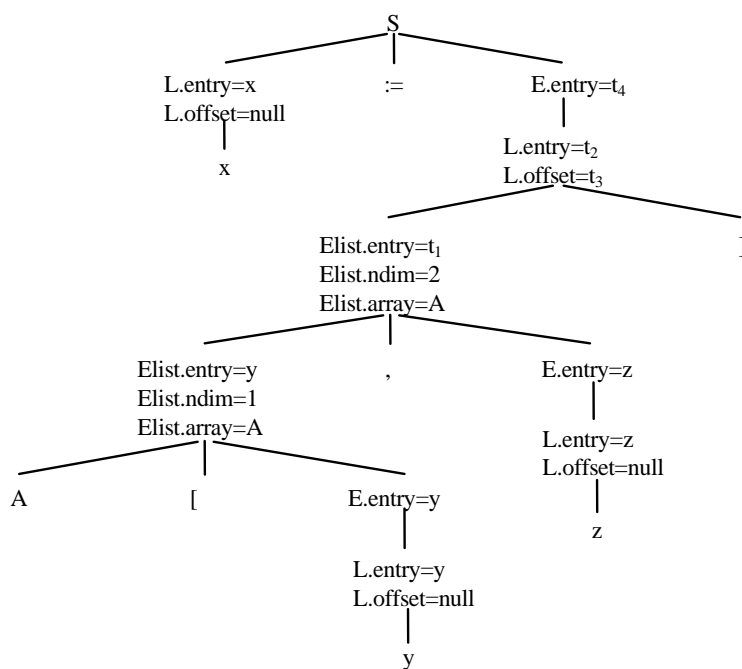 S
L.entry=x
L.offset=null
:=
E.entry=t₄
x
L.entry=t₂
L.offset=t₃
Elist.entry=t₁
Elist.ndim=2
Elist.array=A
]
Elist.entry=y
Elist.ndim=1
Elist.array=A
,
E.entry=z
L.entry=z
L.offset=null
A
[
E.entry=y
z
L.entry=y
L.offset=null
y